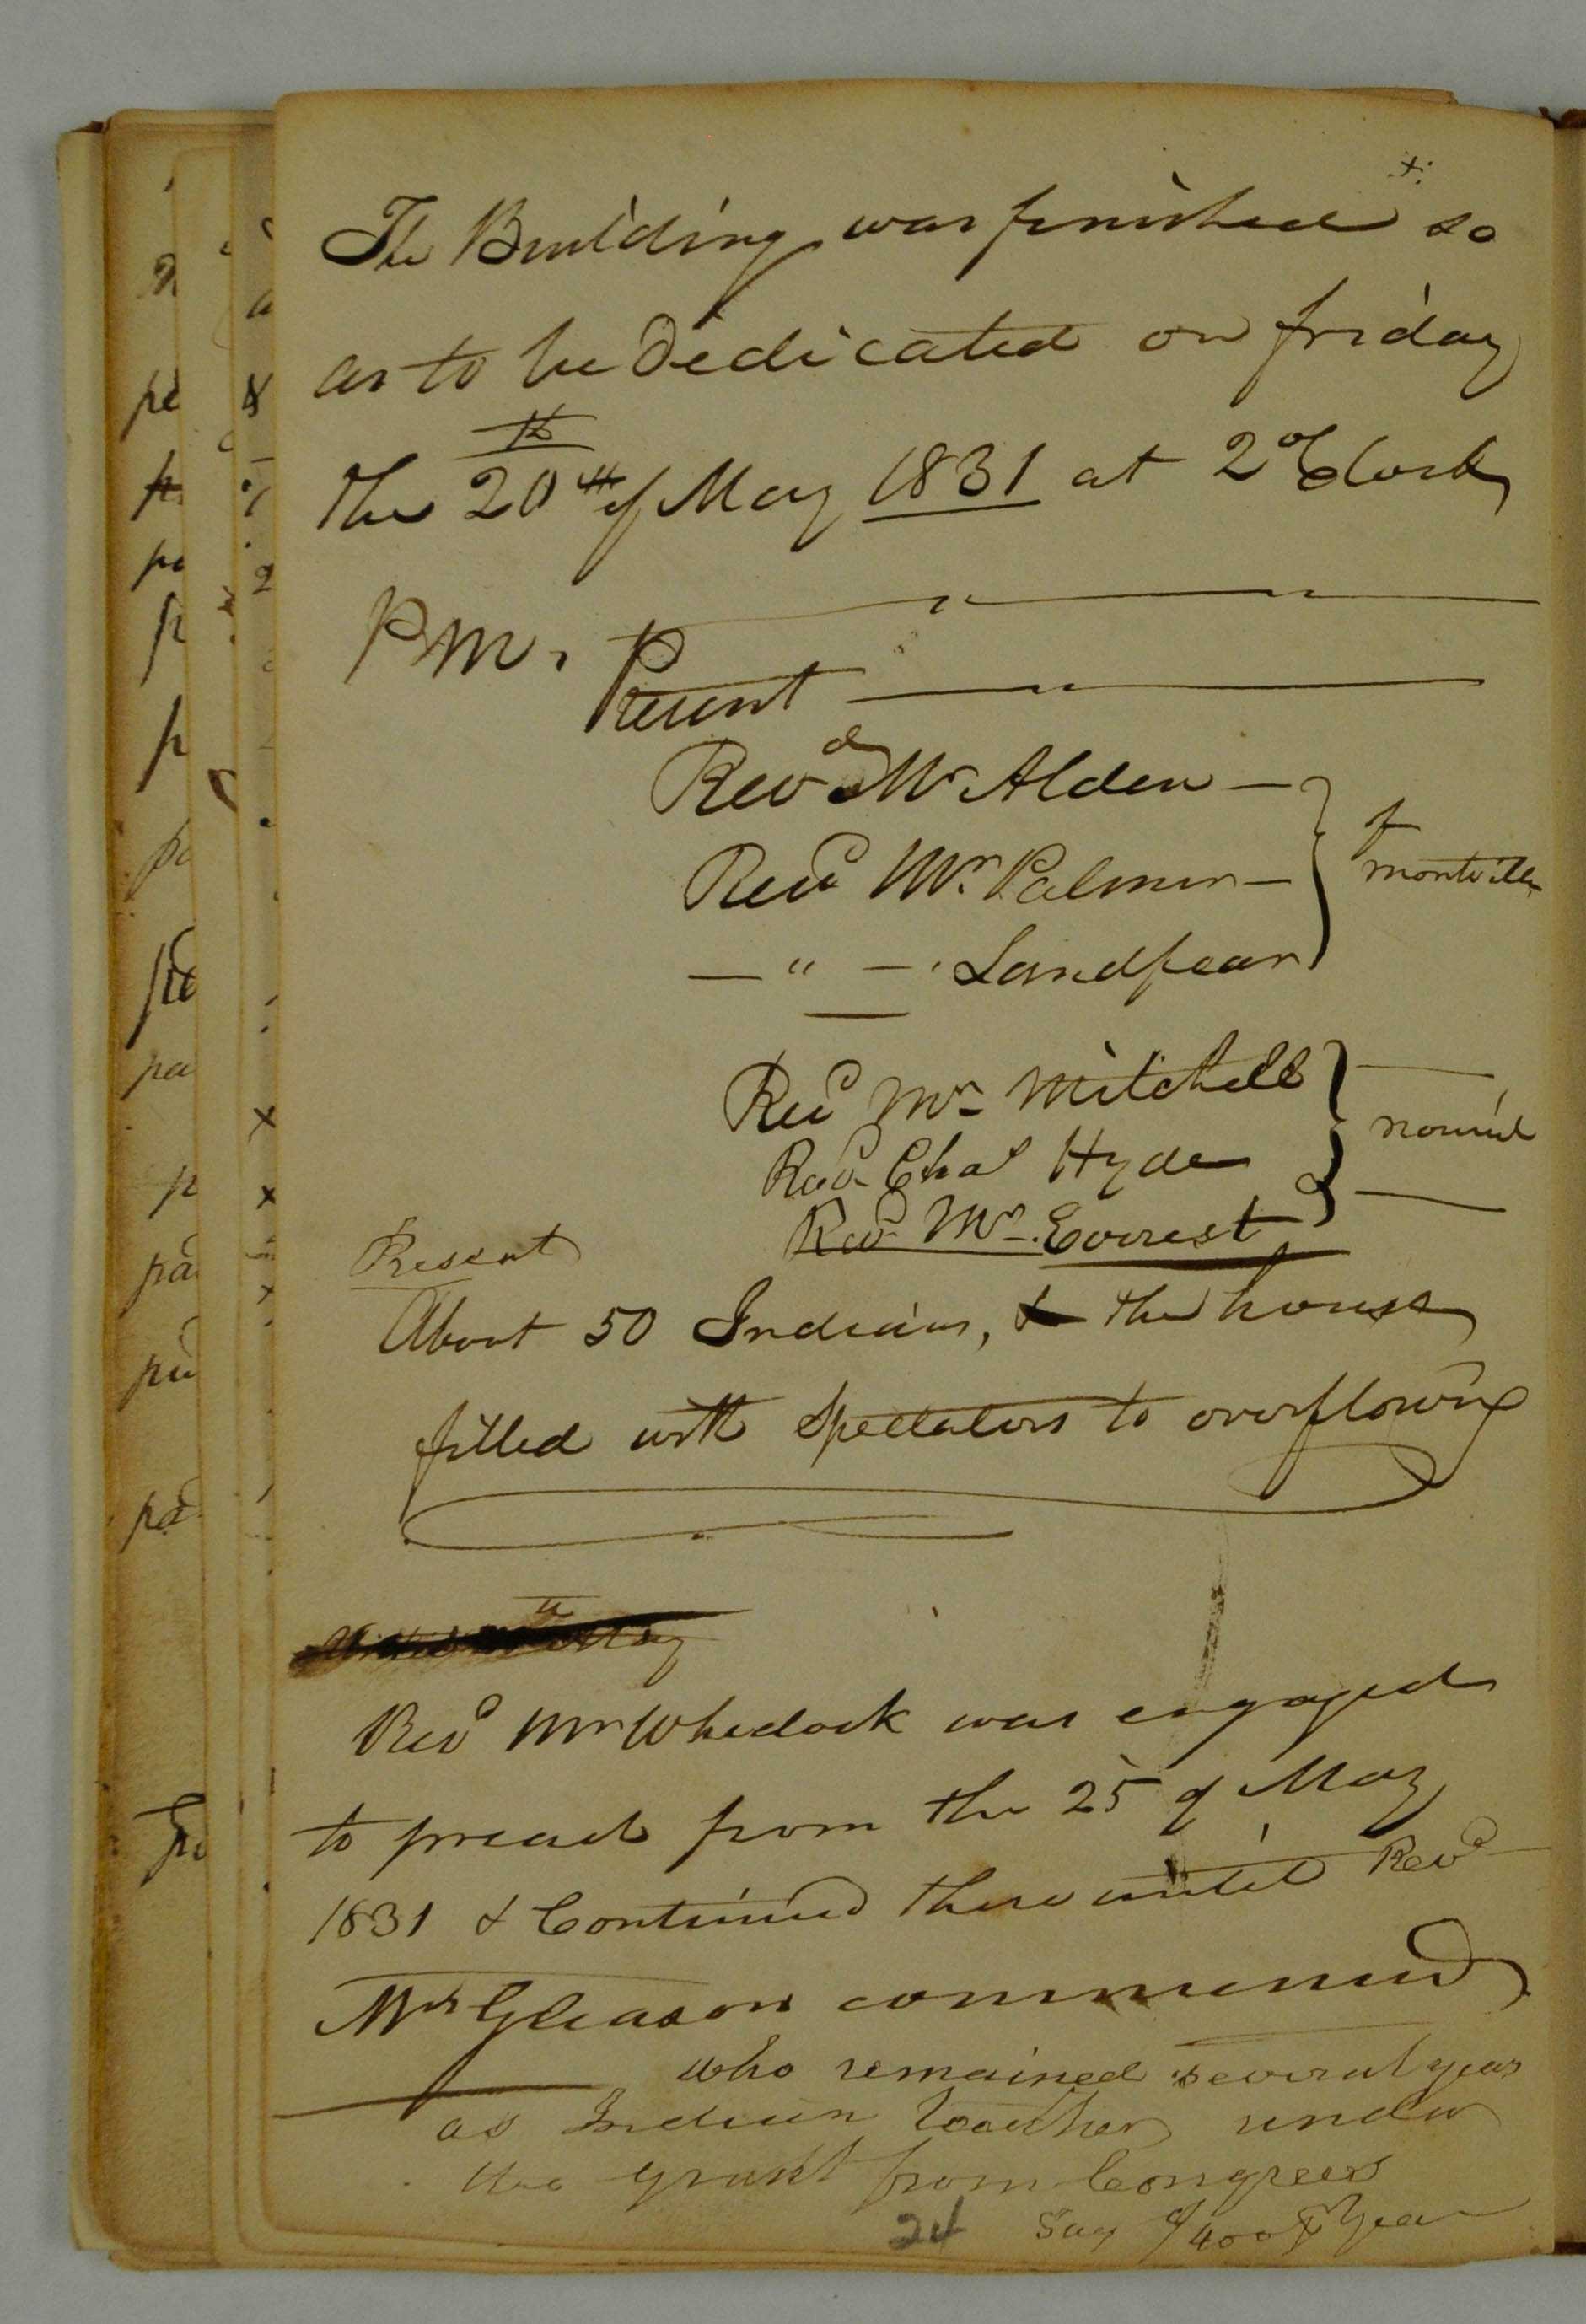 The Building was finished so
as to be Dedicated on friday
the 20th of May 1831 at 2 oClock
PM.
Present
Revd Mr Alden —
Revd Mr Palmer —
of
montville
— " — Landfear
Revd Mr Mitchell
Revd Chas Hyde
norwich
Revd Mr Everest
Present
About 50 Indians, & the house
filled with Spectators to overflowing
Revd Mr Whelock was engaged
to preach from the 25 of May
1831 & Continued there until Revd
Mr Gleason commenced
who remained several years
as Indian teacher under
the grant from Congress
24 Say $400 Year